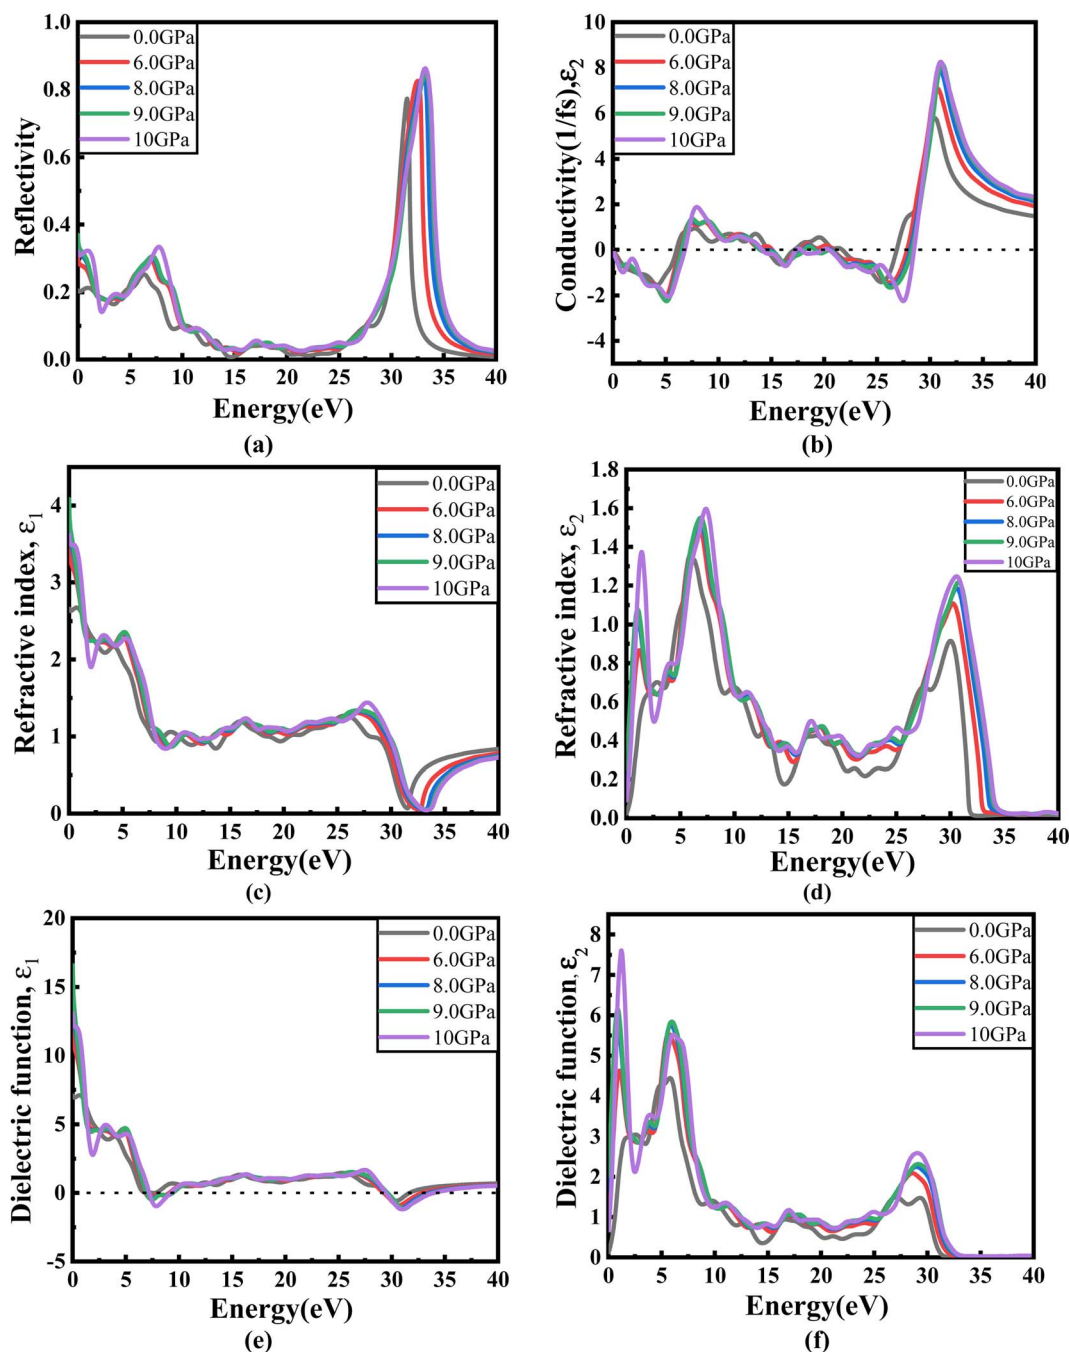 1.0
0.8
0.6
0.4
0.2
0.0
Reflectivity
0.0GPa
6.0GPa
8.0GPa
9.0GPa
10GPa
0 5 10 15 20 25 30 35 40
Energy(eV)
(a)
10
8
6
4
2
0
-2
-4
Conductivity(1/fs),ε2
0.0GPa
6.0GPa
8.0GPa
9.0GPa
10GPa
0 5 10 15 20 25 30 35 40
Energy(eV)
(b)
4
3
2
1
0
Refractive index, ε1
0.0GPa
6.0GPa
8.0GPa
9.0GPa
10GPa
0 5 10 15 20 25 30 35 40
Energy(eV)
(c)
1.8
1.6
1.4
1.2
1.0
0.8
0.6
0.4
0.2
0.0
Refractive index, ε2
0.0GPa
6.0GPa
8.0GPa
9.0GPa
10GPa
0 5 10 15 20 25 30 35 40
Energy(eV)
(d)
20
15
10
5
0
-5
Dielectric function, ε1
0.0GPa
6.0GPa
8.0GPa
9.0GPa
10GPa
0 5 10 15 20 25 30 35 40
Energy(eV)
(e)
8
7
6
5
4
3
2
1
0
Dielectric function,ε2
0.0GPa
6.0GPa
8.0GPa
9.0GPa
10GPa
0 5 10 15 20 25 30 35 40
Energy(eV)
(f)